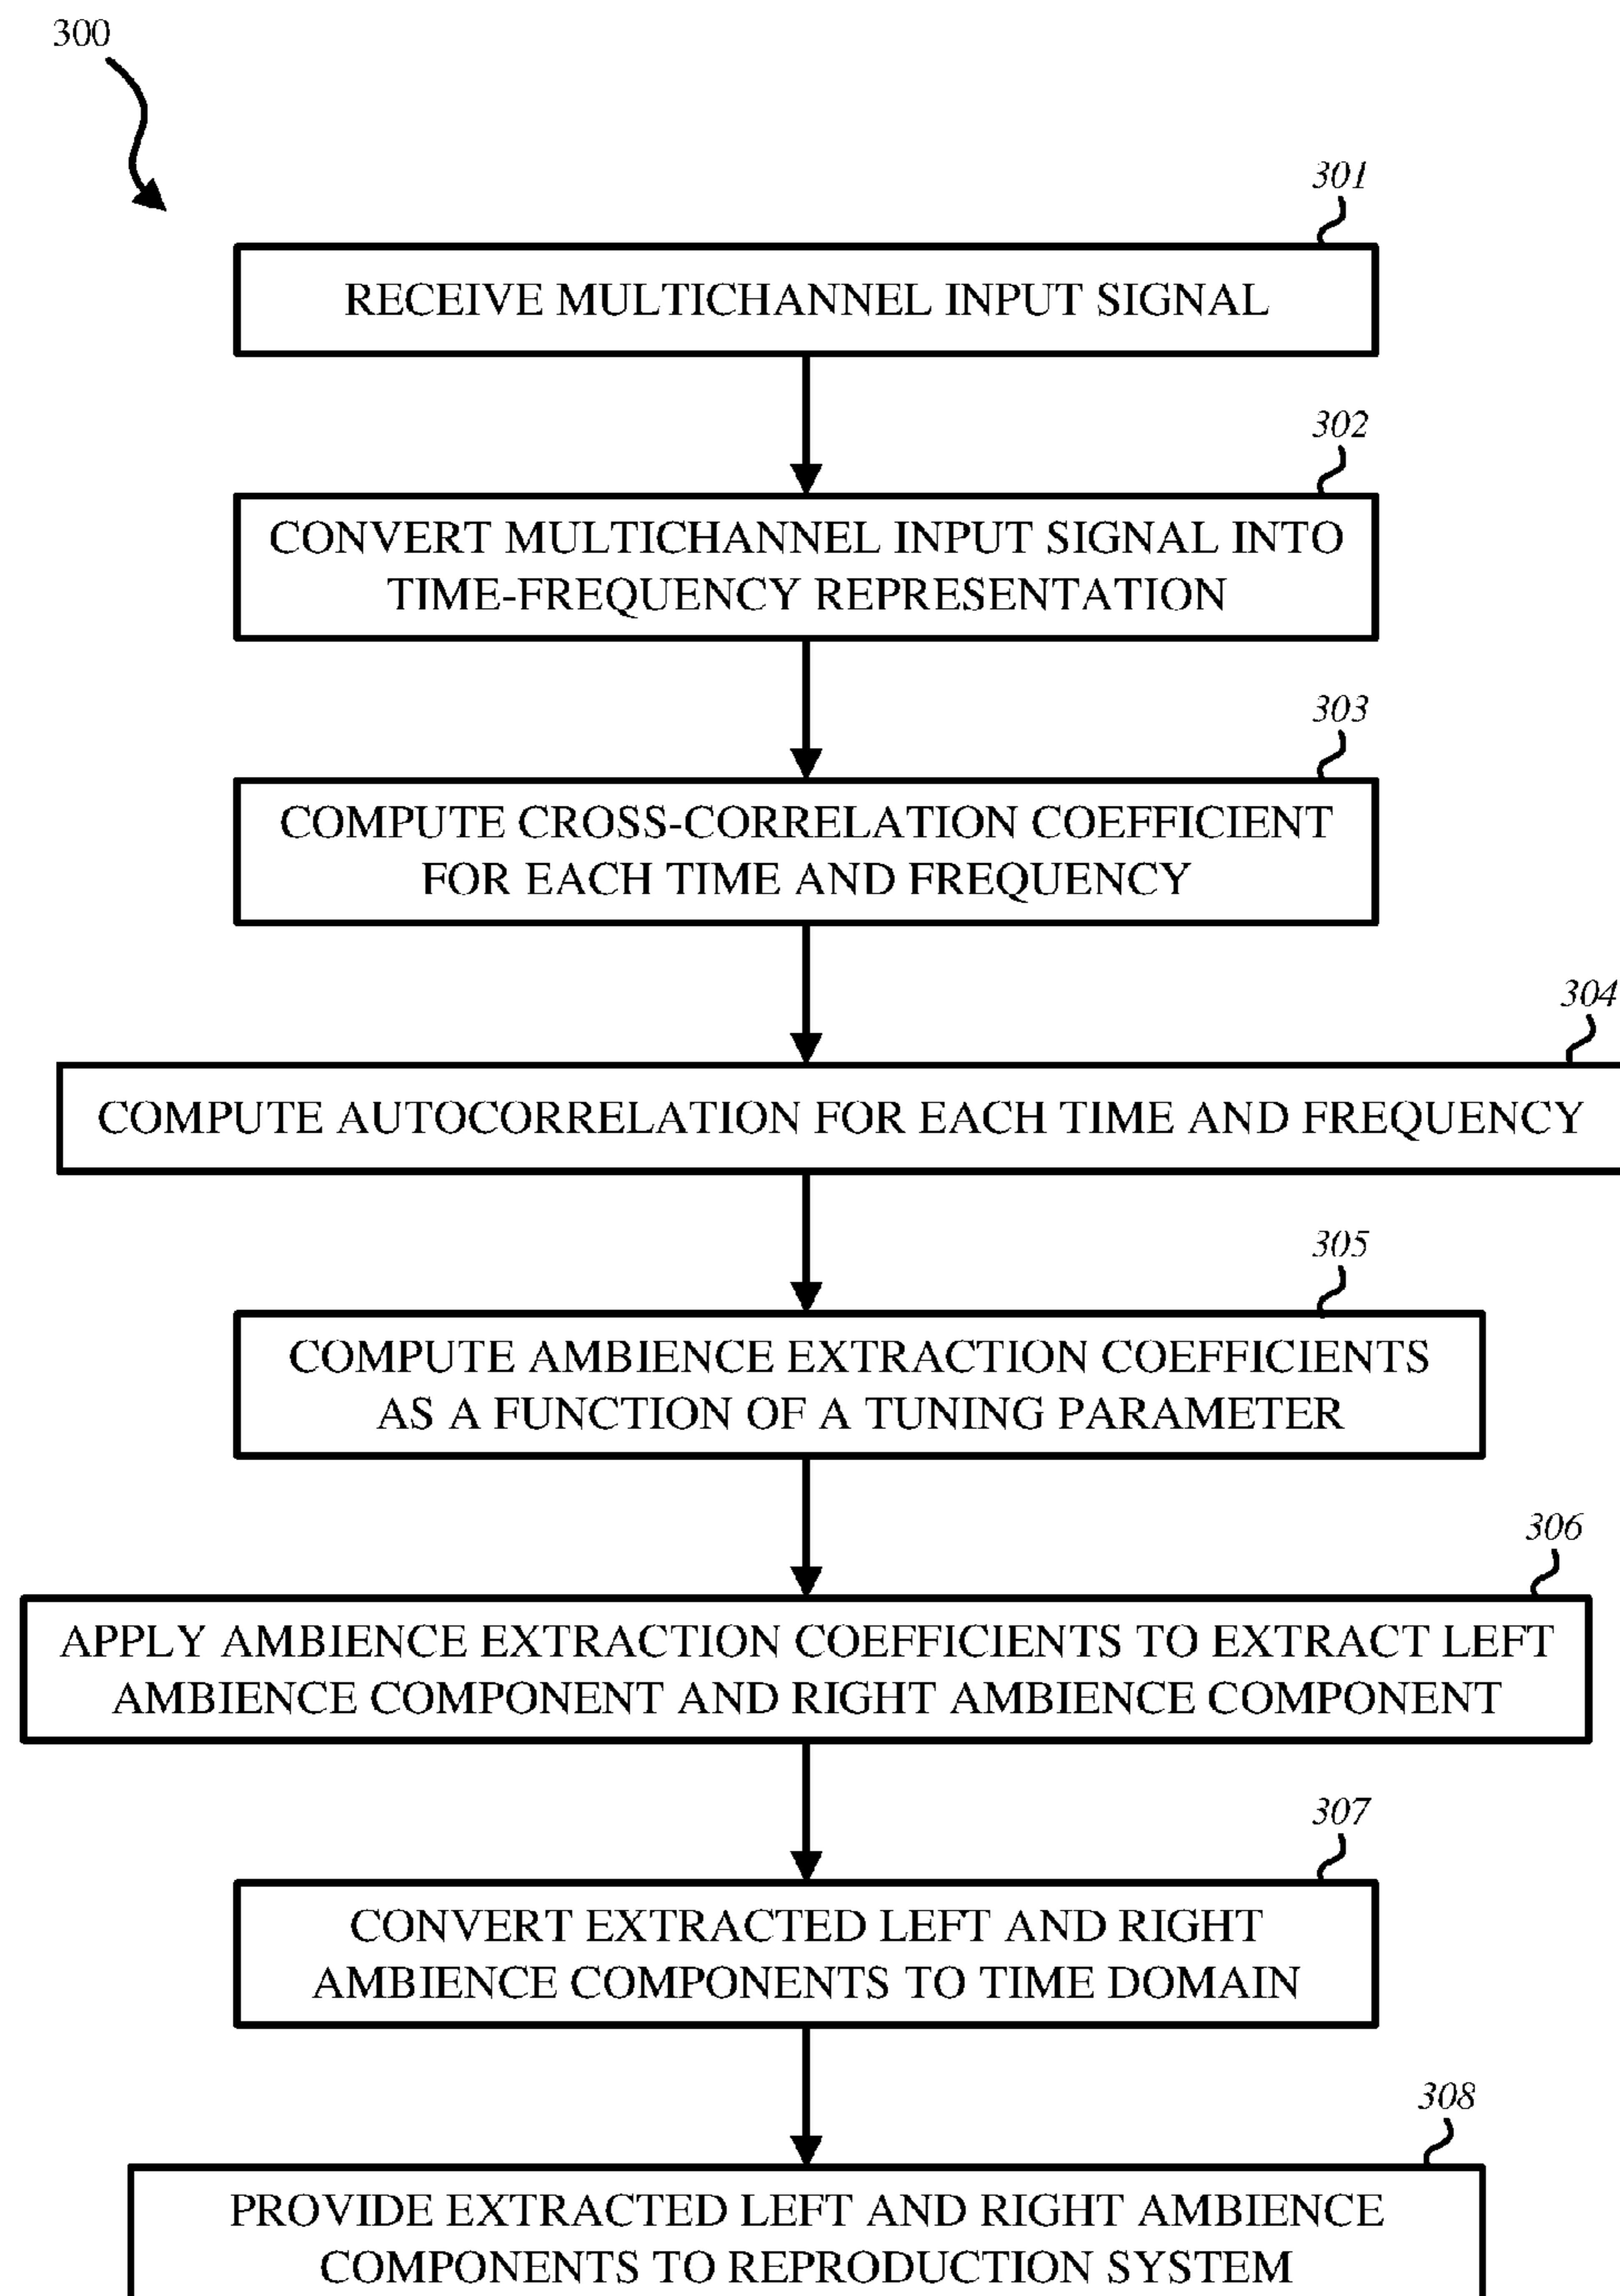 300
301
RECEIVE MULTICHANNEL INPUT SIGNAL
302
CONVERT MULTICHANNEL INPUT SIGNAL INTO
TIME-FREQUENCY REPRESENTATION
303
COMPUTE CROSS-CORRELATION COEFFICIENT
FOR EACH TIME AND FREQUENCY
304
COMPUTE AUTOCORRELATION FOR EACH TIME AND FREQUENCY
305
COMPUTE AMBIENCE EXTRACTION COEFFICIENTS
AS A FUNCTION OF A TUNING PARAMETER
306
APPLY AMBIENCE EXTRACTION COEFFICIENTS TO EXTRACT LEFT
AMBIENCE COMPONENT AND RIGHT AMBIENCE COMPONENT
307
CONVERT EXTRACTED LEFT AND RIGHT
AMBIENCE COMPONENTS TO TIME DOMAIN
308
PROVIDE EXTRACTED LEFT AND RIGHT AMBIENCE
COMPONENTS TO REPRODUCTION SYSTEM